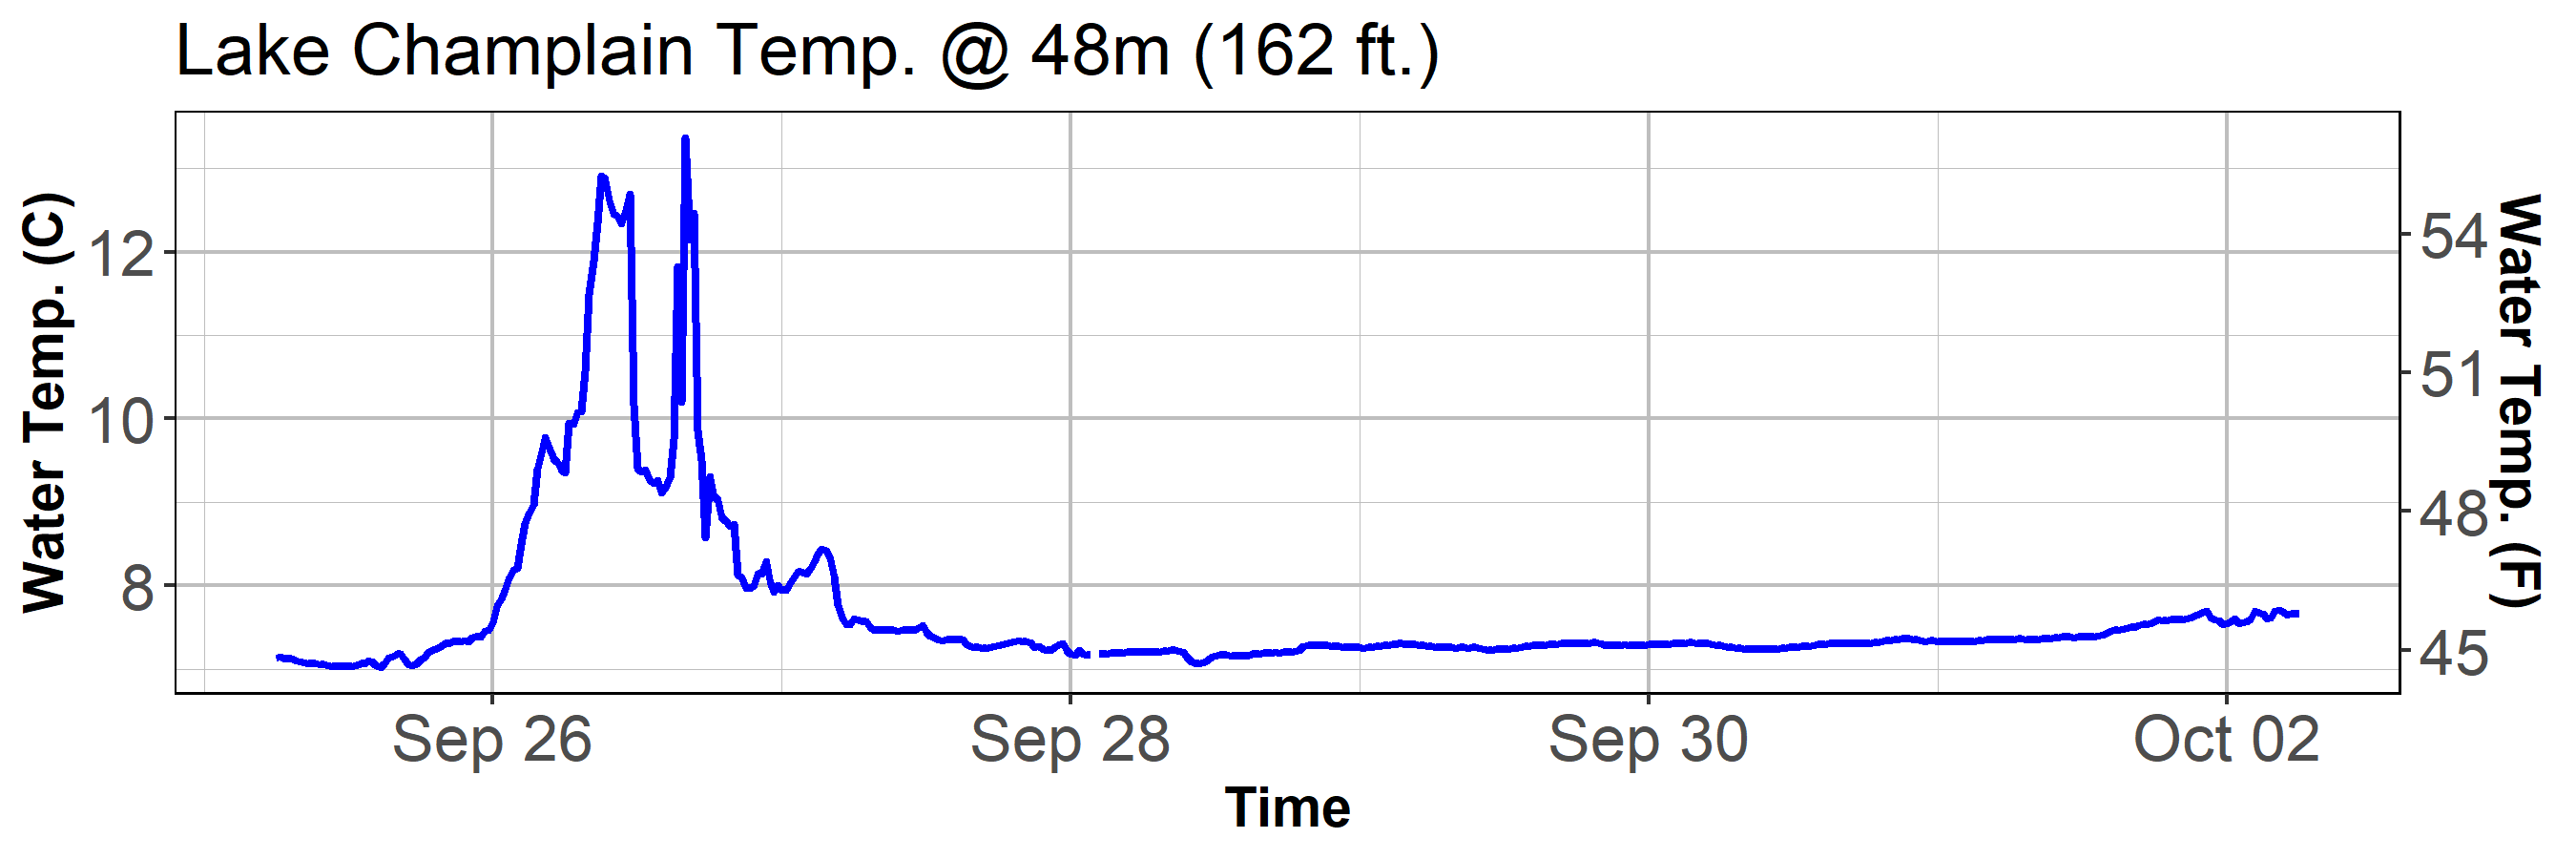 Lake Champlain Temp. @ 48m (162 ft.)
Water Temp. (C)
12
10
8
54
51
48
45
Water Temp. (F)
Sep 26
Sep 28
Sep 30
Oct 02
Time